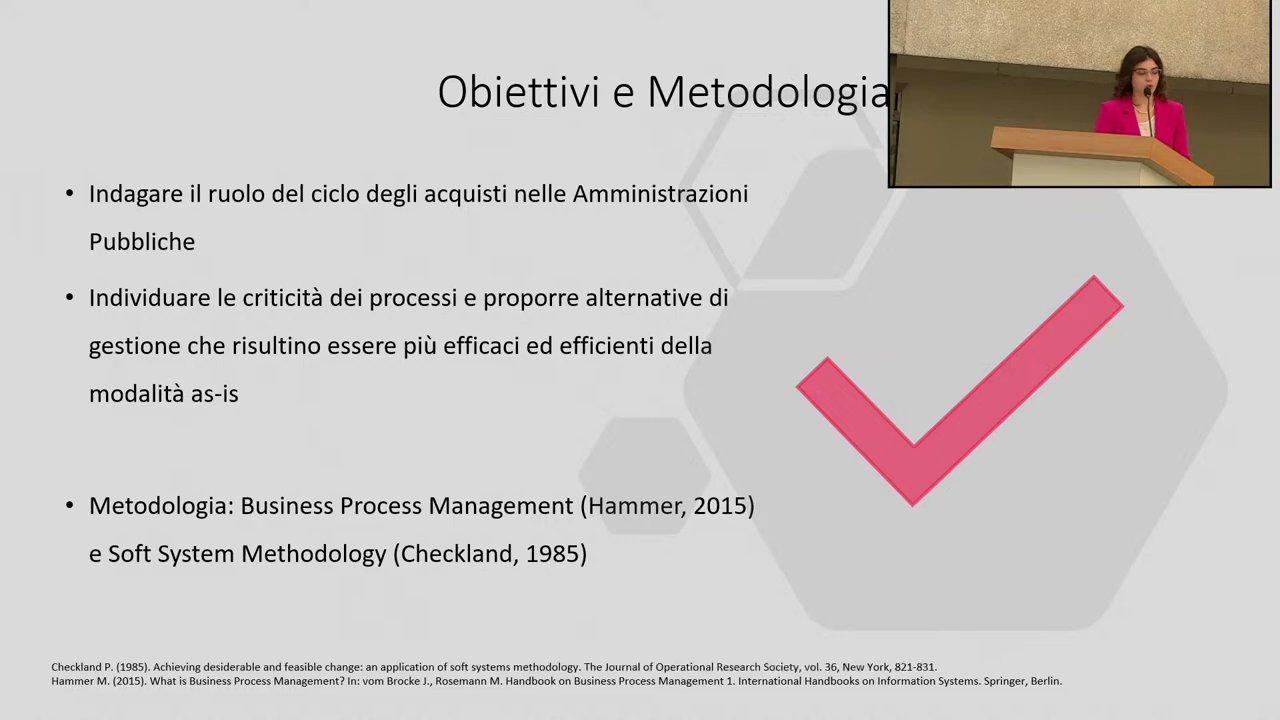 Obiettivi e Metodologia
• Indagare il ruolo del ciclo degli acquisti nelle Amministrazioni
Pubbliche
• Individuare le criticità dei processi e proporre alternative di
gestione che risultino essere più efficaci ed efficienti della
modalità as-is
• Metodologia: Business Process Management (Hammer, 2015)
e Soft System Methodology (Checkland, 1985)
Checkland P. (1985). Achieving desiderable and feasible change: an application of soft systems methodology. The Journal of Operational Research Society, vol. 36, New York, 821-831.
Hammer M. (2015). What is Business Process Management? In: vom Brocke J., Rosemann M. Handbook on Business Process Management 1. International Handbooks on Information Systems. Springer, Berlin.